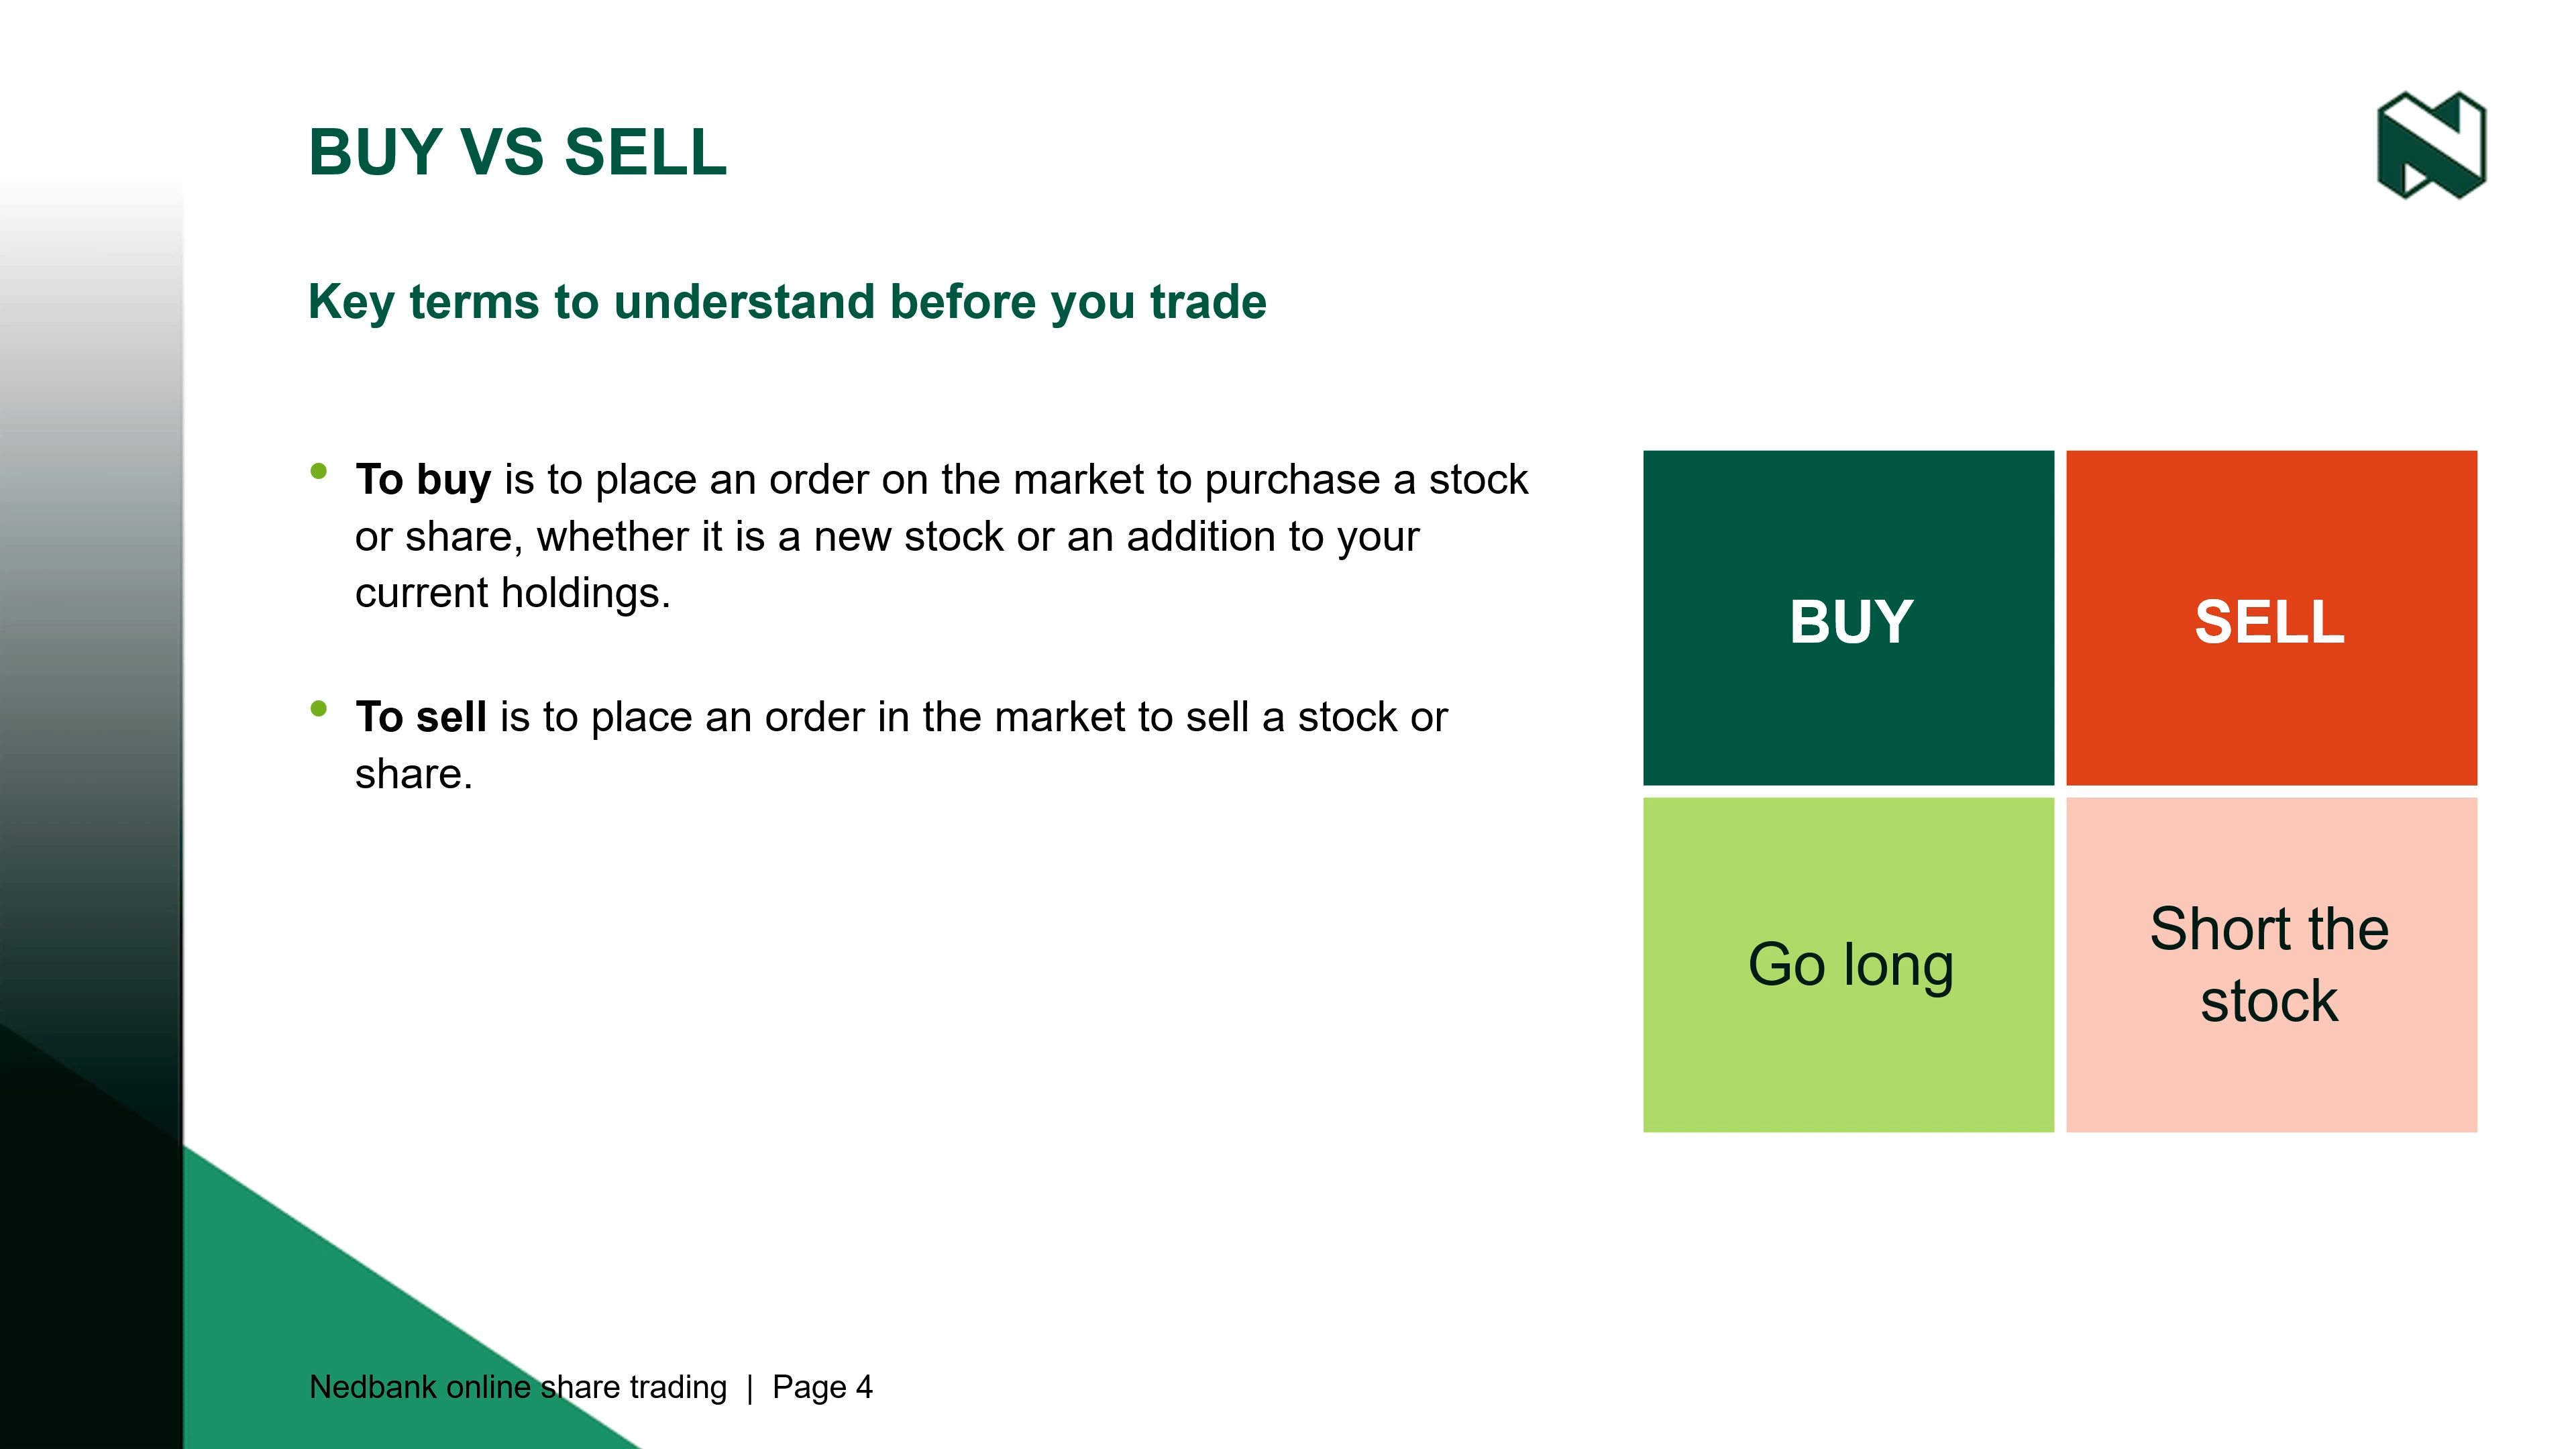 BUY VS SELL
Key terms to understand before you trade
• To buy is to place an order on the market to purchase a stock
or share, whether it is a new stock or an addition to your
current holdings.
• To sell is to place an order in the market to sell a stock or
share.
BUY
SELL
Go long
Short the
stock
Nedbank online share trading | Page 4